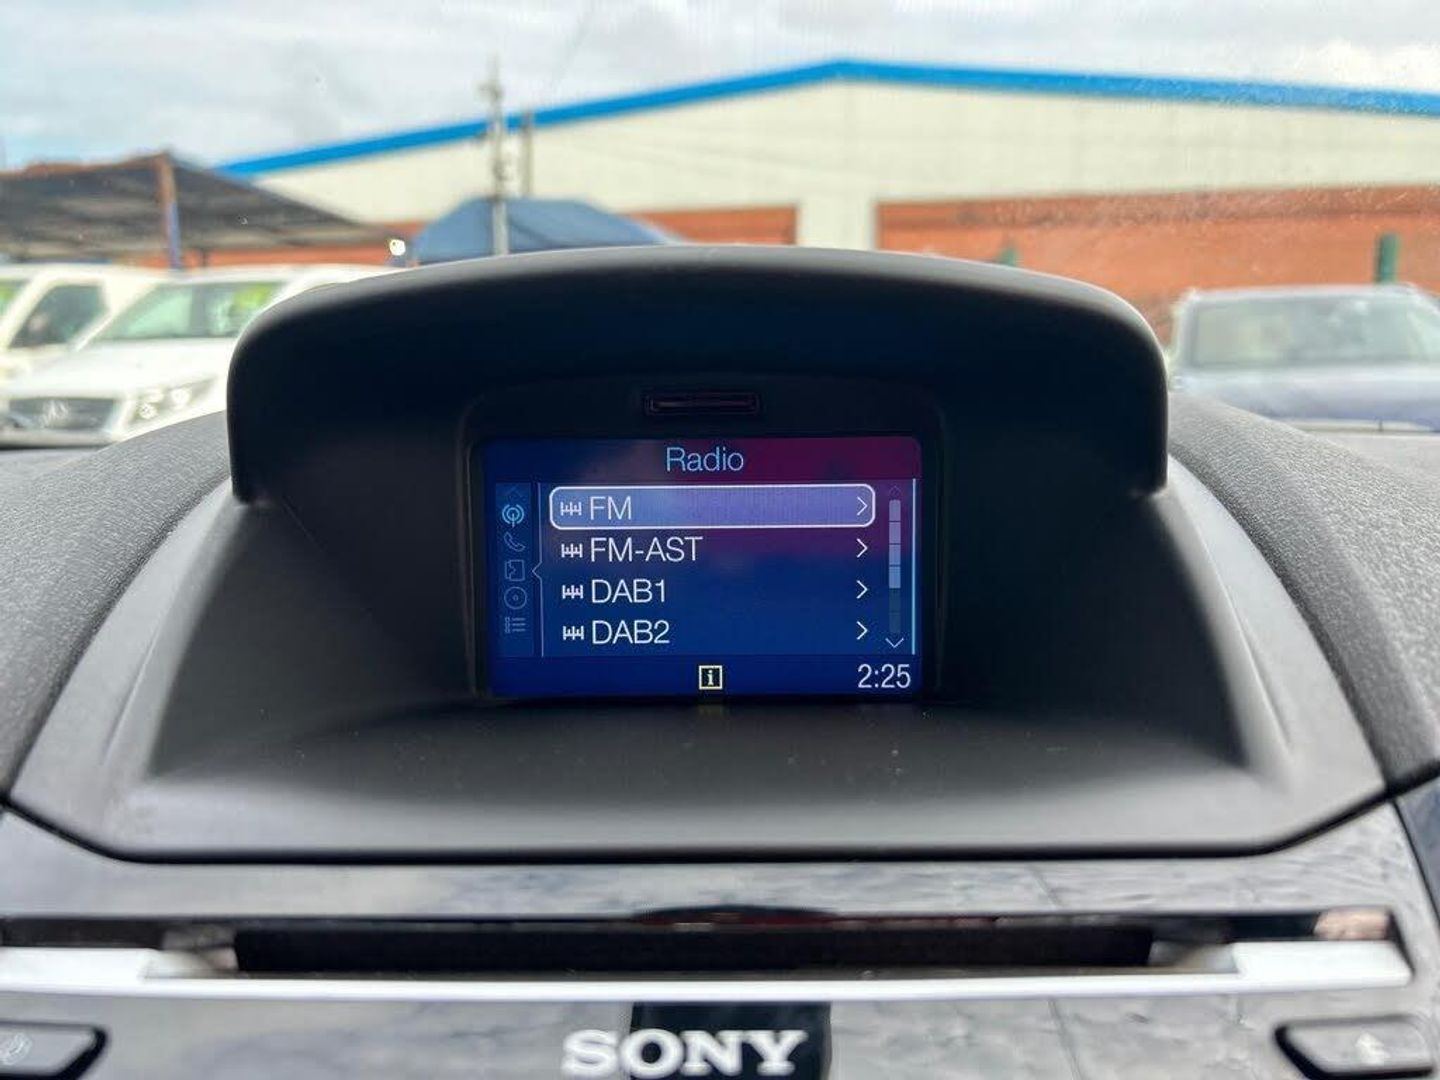 Radio
FM
FM-AST
DAB1
DAB2
i
2:25
SONY